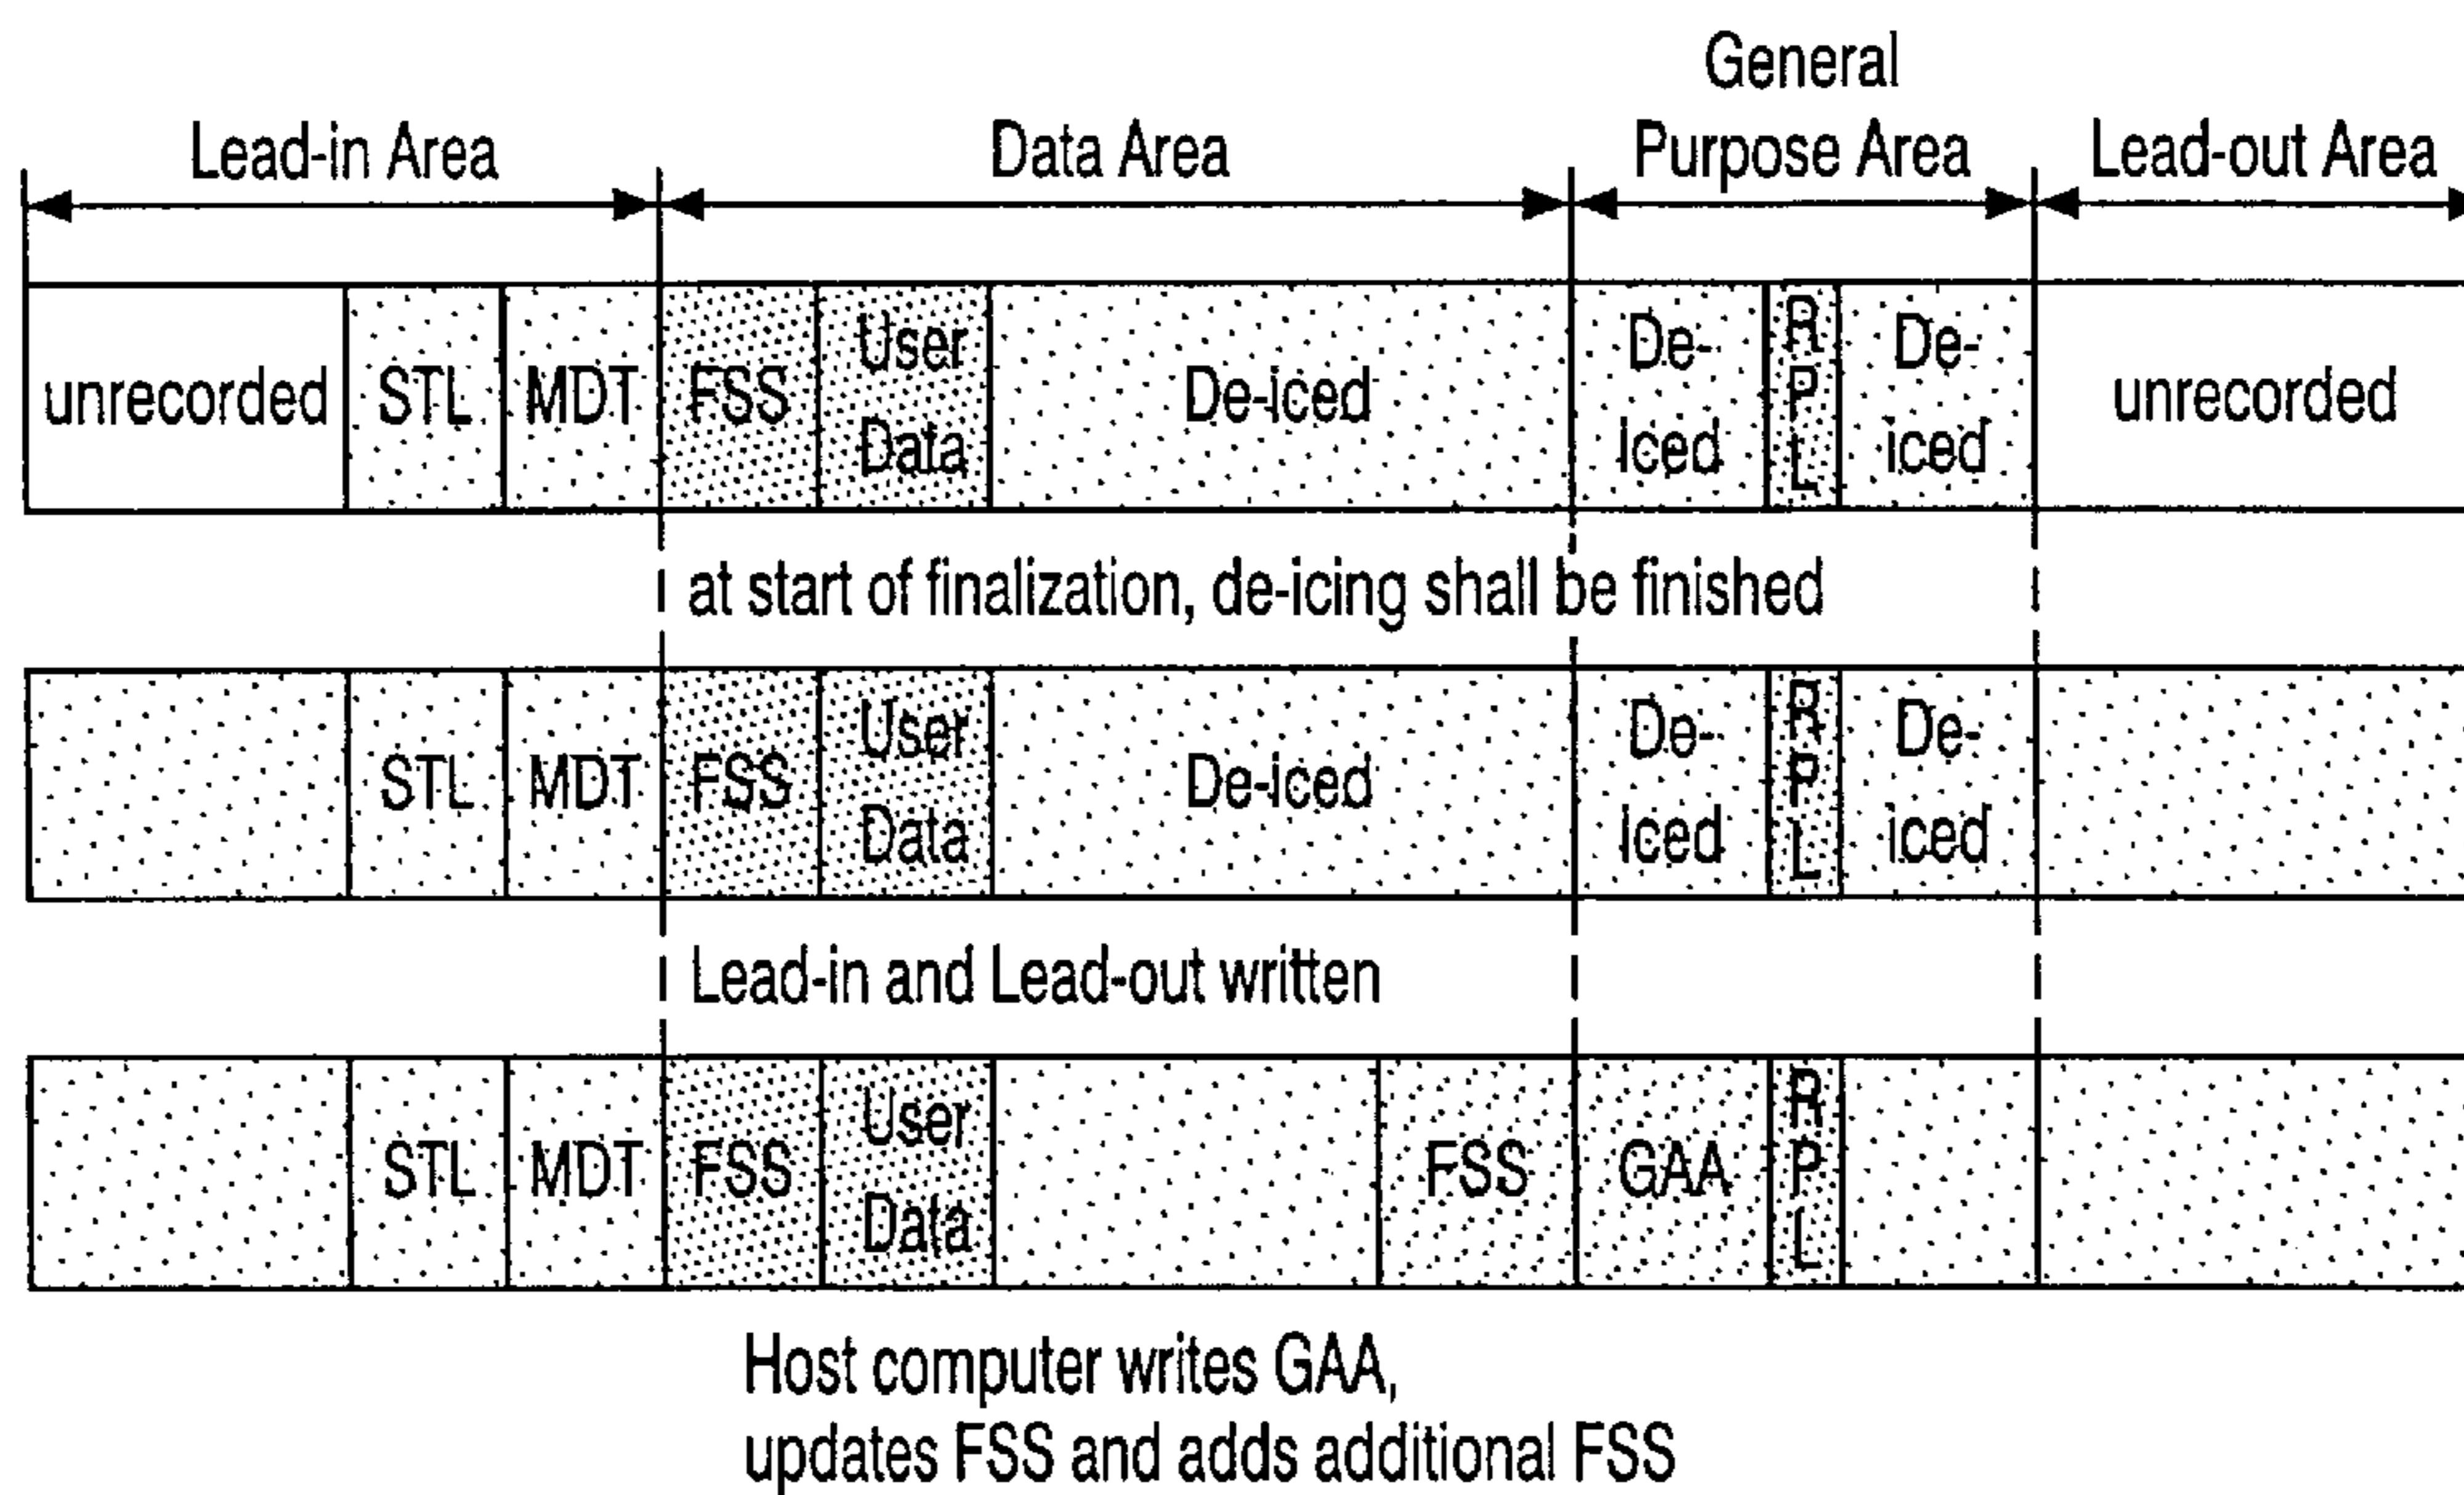 General
Lead-in Area Data Area Purpose Area Lead-out Area
unrecorded STL MDT FSS User Data De-iced De-Iced RPL De-iced unrecorded
at start of finalization, de-icing shall be finished
STL MDT FSS User Data De-iced De-Iced RPL De-iced
Lead-in and Lead-out written
STL MDT FSS User Data FSS GAA RPL
Host computer writes GAA,
updates FSS and adds additional FSS